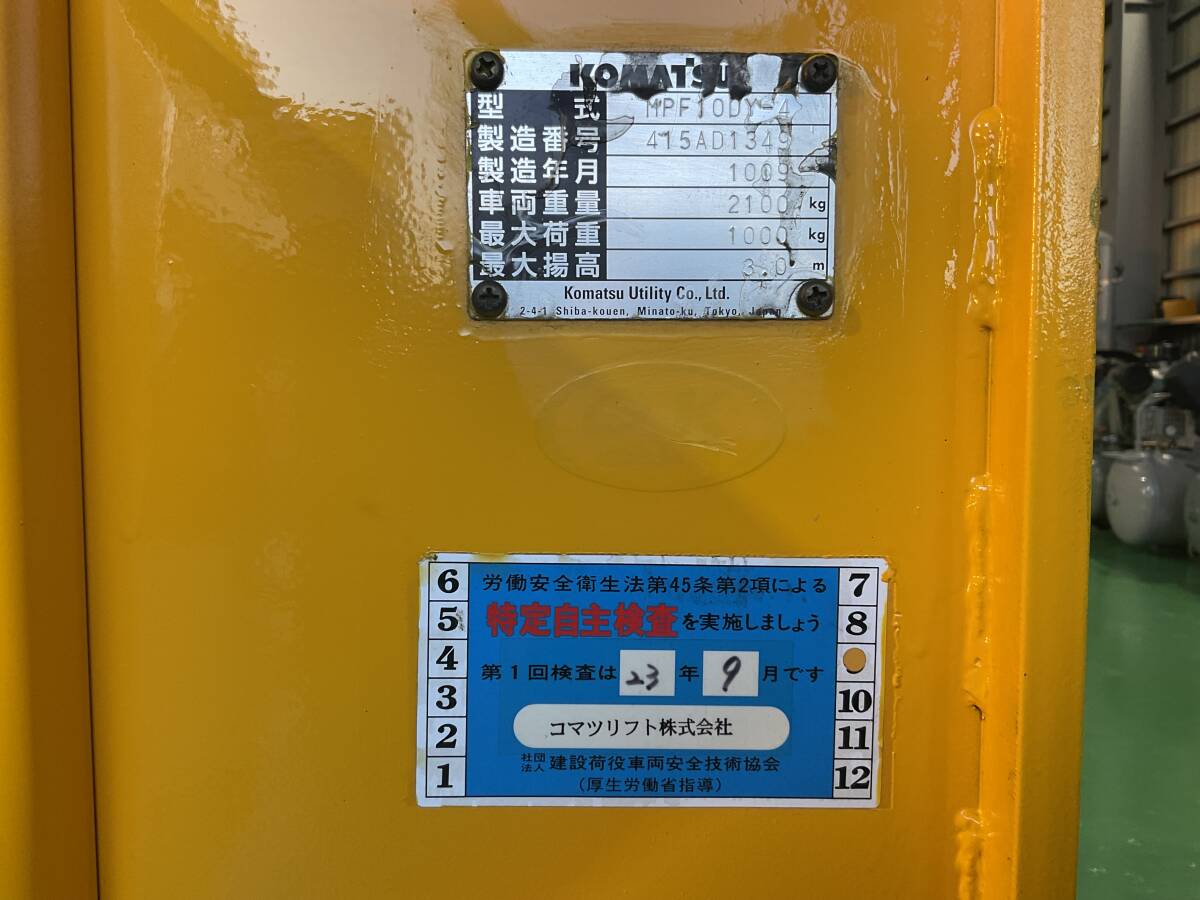 KOMATSU
型式 MPF10DY-4
製造番号 415AD1349
製造年月 1009
車両重量 2100 kg
最大荷重 1000 kg
最大揚高 3.0 m
Komatsu Utility Co., Ltd.
2-4-1 Shiba-kouen, Minato-ku, Tokyo, Japan
労働安全衛生法第45条第2項による
特定自主検査を実施しましょう
第1回検査は 23 年 9 月です
コマツリフト株式会社
社団法人 建設荷役車両安全技術協会
(厚生労働省指導)
6
5
4
3
2
1
7
8
10
11
12